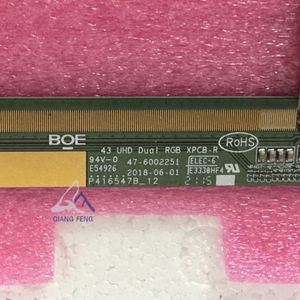 BOE
43 UHD Dual RGB XPCB-R
94V-0 47-6002251
E54926 2018-06-01
P416547B_12
ELEC-6
E333OHF4
2115
RoHS
QIANG FENG